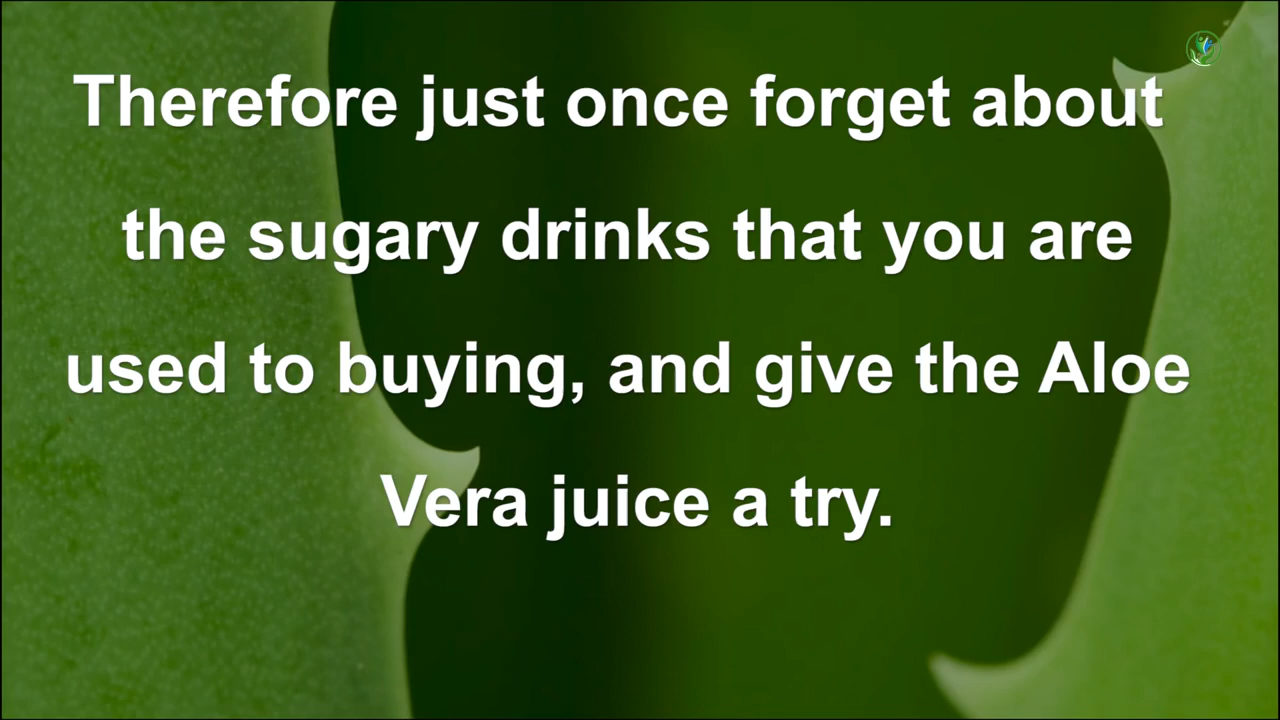 Therefore just once forget about
the sugary drinks that you are
used to buying, and give the Aloe
Vera juice a try.